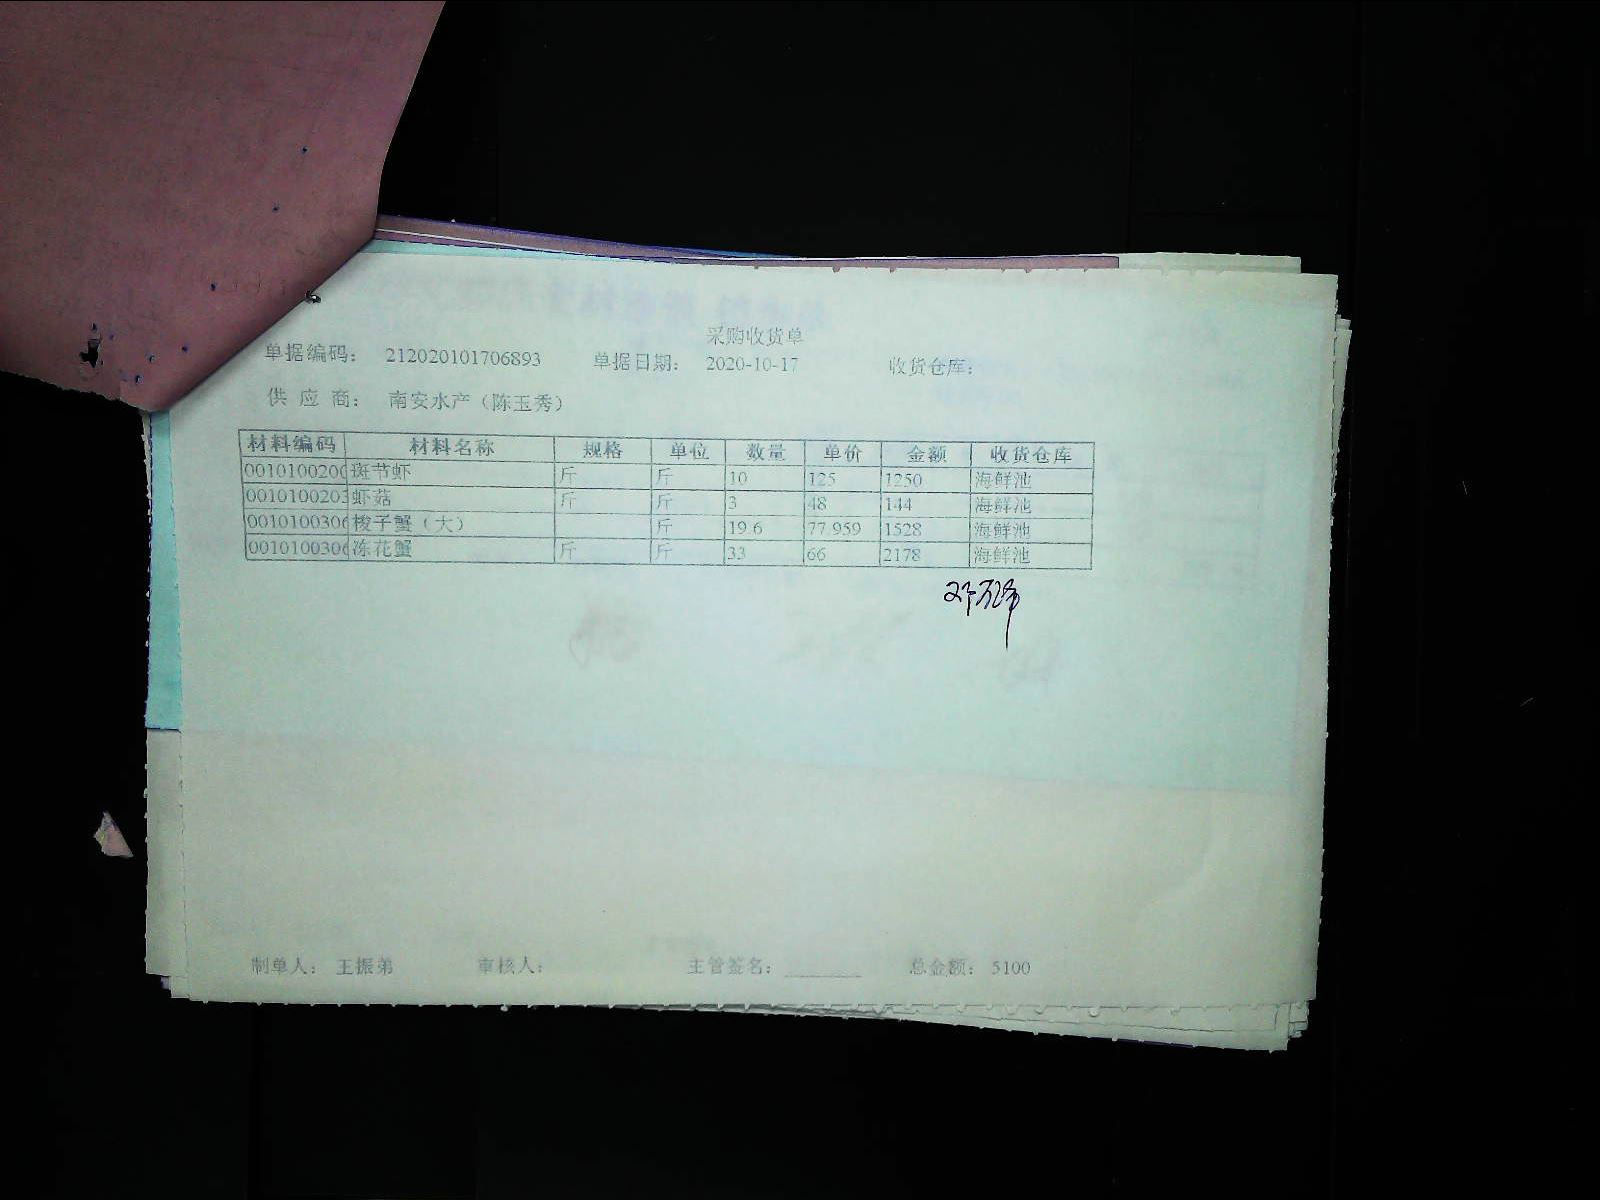 采购收货单
单据编码： 212020101706893 单据日期： 2020-10-17 收货仓库：
供 应 商： 南安水产（陈玉秀）
材料编码 材料名称 规格 单位 数量 单价 金额 收货仓库
0010100200 斑节虾 斤 斤 10 125 1250 海鲜池
0010100203 虾菇 斤 斤 3 48 144 海鲜池
0010100306 梭子蟹（大） 斤 19.6 77.959 1528 海鲜池
0010100306 冻花蟹 斤 斤 33 66 2178 海鲜池
制单人： 王振弟 审核人： 主管签名： 总金额： 5100